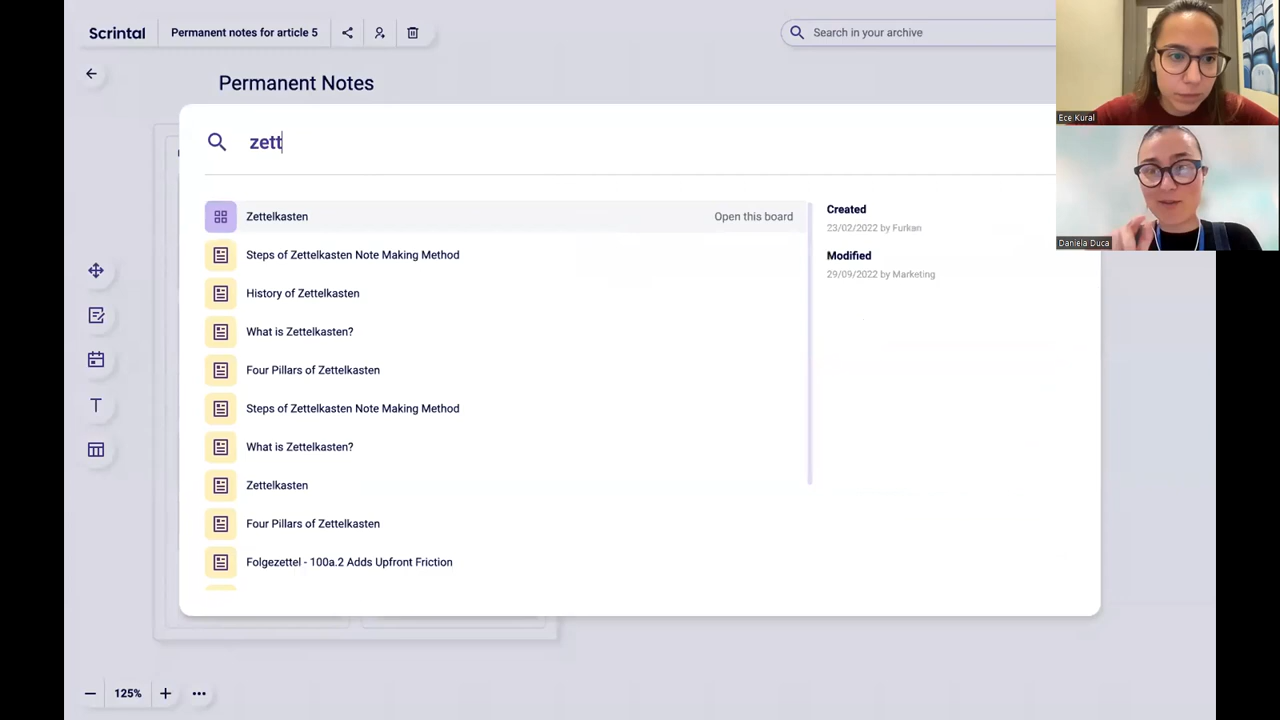 Scrintal
Permanent notes for article 5
Search in your archive
Ece Kural
Permanent Notes
zett
Daniela Duca
Zettelkasten
Open this board
Created
23/02/2022 by Furkan
Modified
29/09/2022 by Marketing
Steps of Zettelkasten Note Making Method
History of Zettelkasten
What is Zettelkasten?
Four Pillars of Zettelkasten
Steps of Zettelkasten Note Making Method
What is Zettelkasten?
Zettelkasten
Four Pillars of Zettelkasten
Folgezettel - 100a.2 Adds Upfront Friction
T
125%